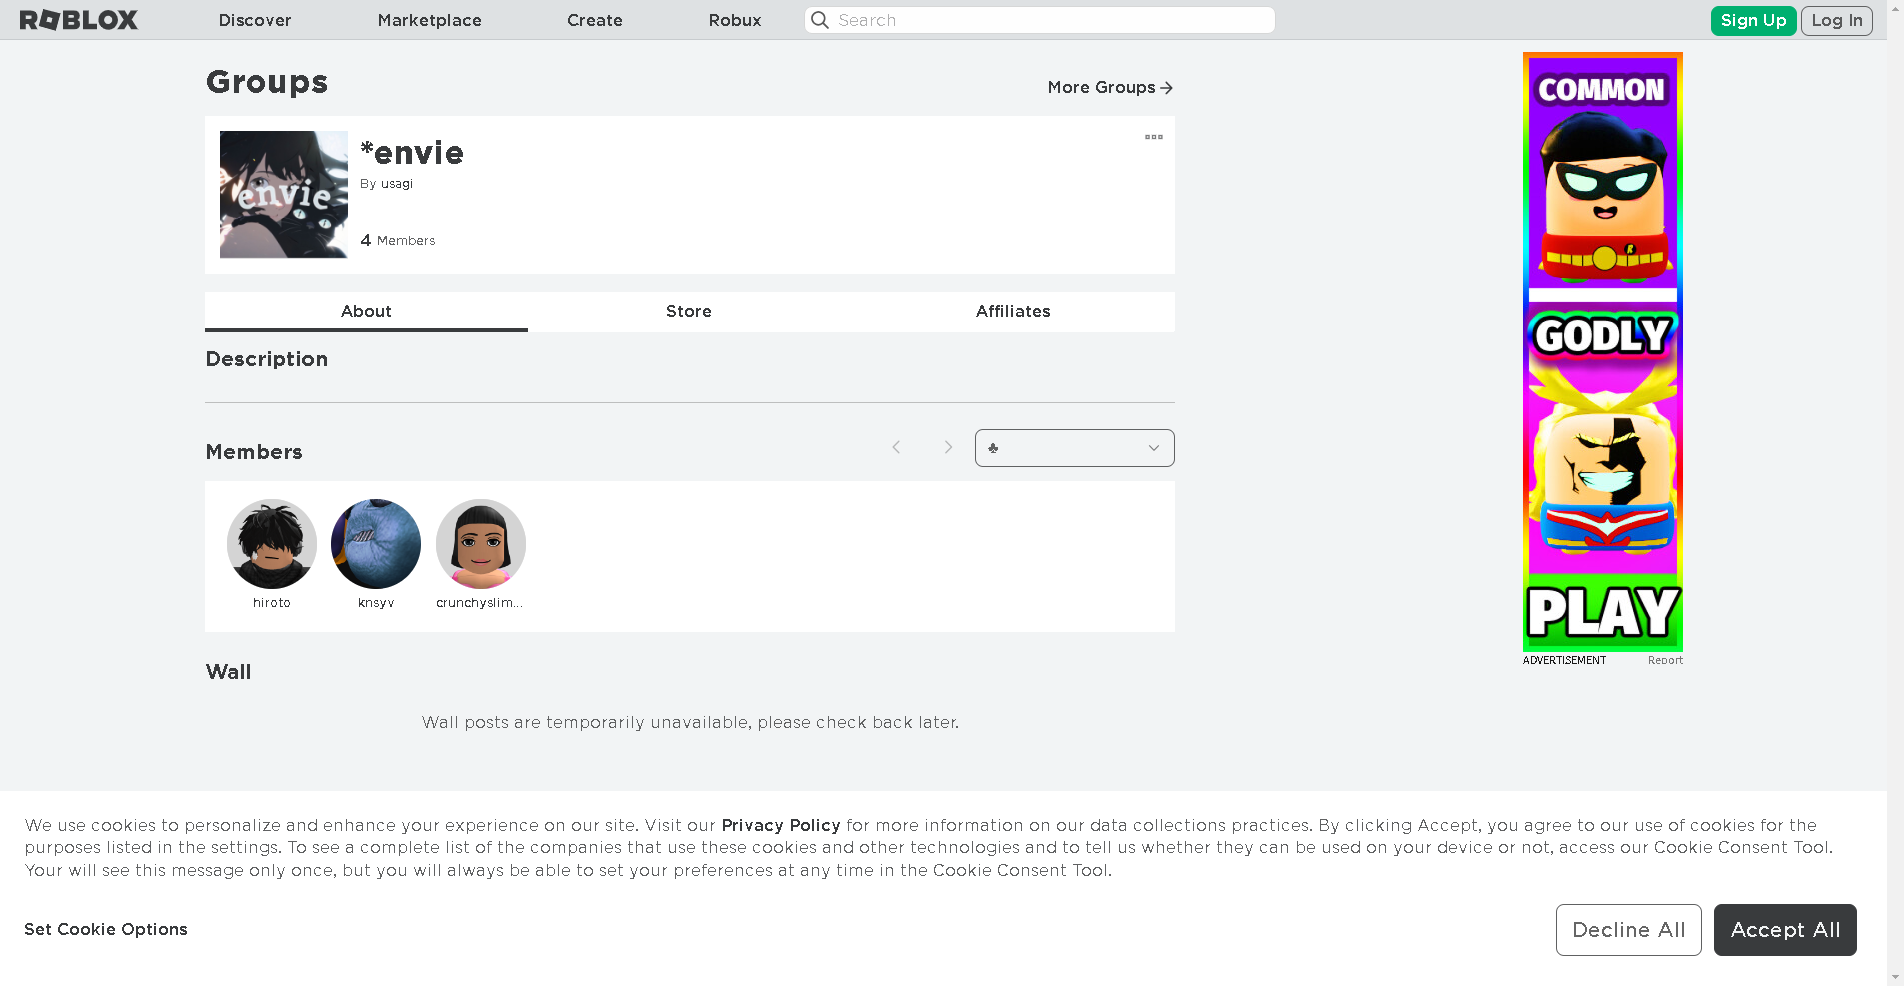 ROBLOX
Discover
Marketplace
Create
Robux
Search
Sign Up
Log In
Groups
More Groups
envie
*envie
By usagi
4 Members
About
Store
Affiliates
Description
Members
♣
hiroto
knsyv
crunchyslim...
Wall
Wall posts are temporarily unavailable, please check back later.
COMMON
R
GODLY
PLAY
ADVERTISEMENT
Report
We use cookies to personalize and enhance your experience on our site. Visit our Privacy Policy for more information on our data collections practices. By clicking Accept, you agree to our use of cookies for the
purposes listed in the settings. To see a complete list of the companies that use these cookies and other technologies and to tell us whether they can be used on your device or not, access our Cookie Consent Tool.
Your will see this message only once, but you will always be able to set your preferences at any time in the Cookie Consent Tool.
Set Cookie Options
Decline All
Accept All